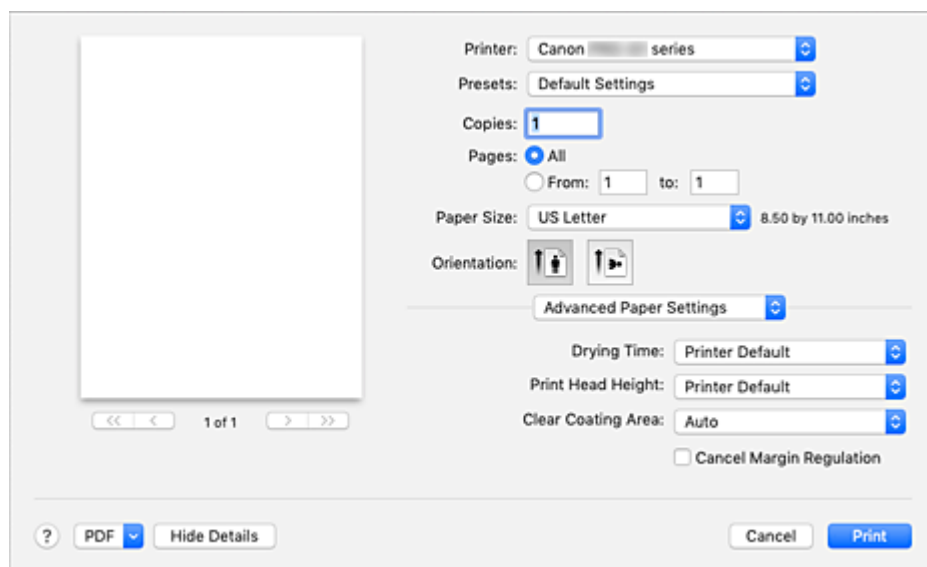 Printer: Canon series
Presets: Default Settings
Copies: 1
Pages: All
From: 1 to: 1
Paper Size: US Letter 8.50 by 11.00 inches
Orientation:
Advanced Paper Settings
Drying Time: Printer Default
Print Head Height: Printer Default
Clear Coating Area: Auto
Cancel Margin Regulation
<< < 1 of 1 > >>
? PDF Hide Details Cancel Print